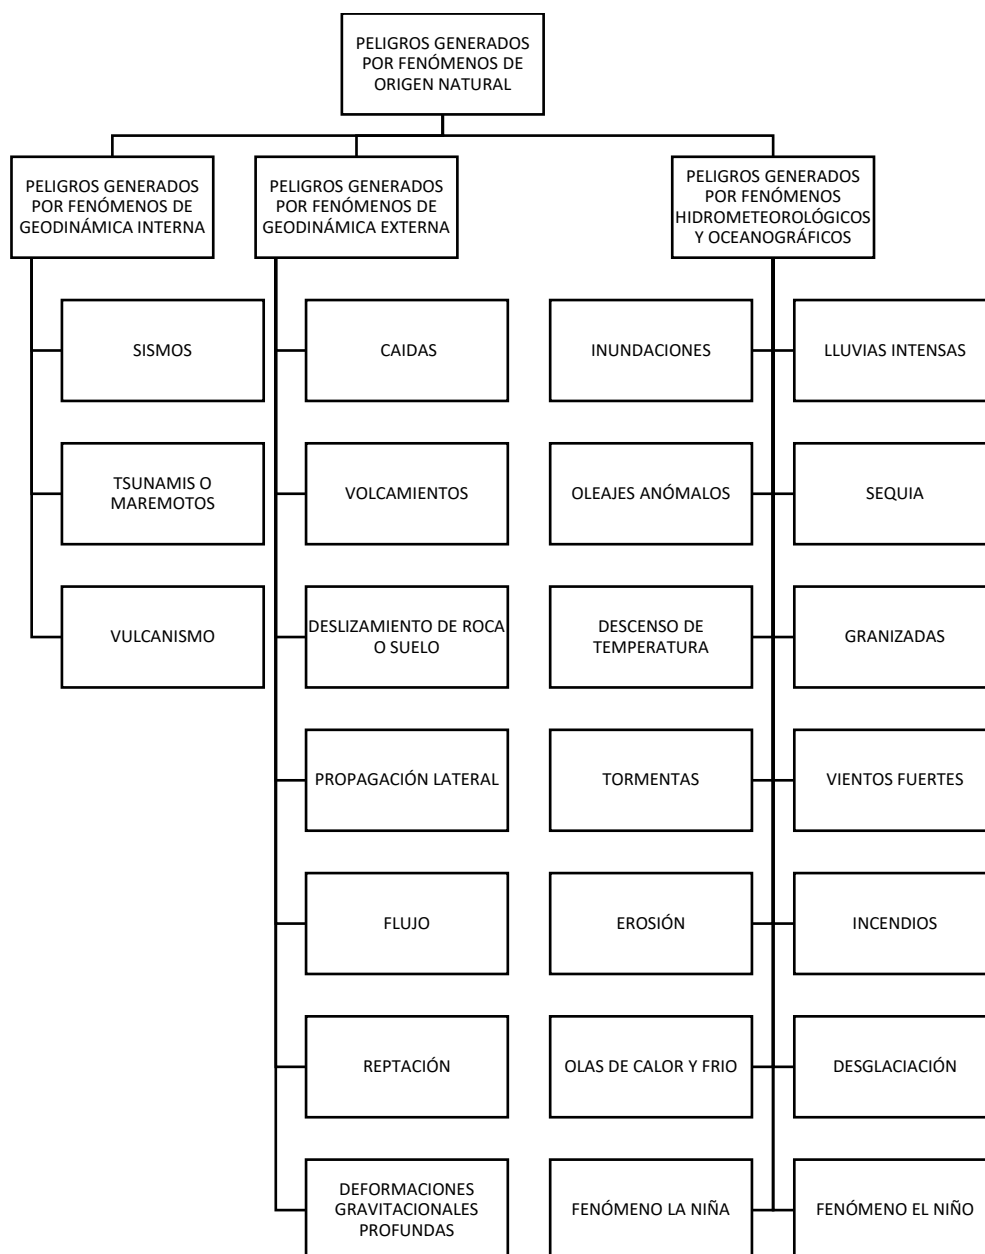 PELIGROS GENERADOS
POR FENÓMENOS DE
ORIGEN NATURAL
PELIGROS GENERADOS
POR FENÓMENOS DE
GEODINÁMICA INTERNA
PELIGROS GENERADOS
POR FENÓMENOS DE
GEODINÁMICA EXTERNA
PELIGROS GENERADOS
POR FENÓMENOS
HIDROMETEOROLÓGICOS
Y OCEANOGRÁFICOS
SISMOS
TSUNAMIS O
MAREMOTOS
VULCANISMO
CAIDAS
VOLCAMIENTOS
DESLIZAMIENTO DE ROCA
O SUELO
PROPAGACIÓN LATERAL
FLUJO
REPTACIÓN
DEFORMACIONES
GRAVITACIONALES
PROFUNDAS
INUNDACIONES
LLUVIAS INTENSAS
OLEAJES ANÓMALOS
SEQUIA
DESCENSO DE
TEMPERATURA
GRANIZADAS
TORMENTAS
VIENTOS FUERTES
EROSIÓN
INCENDIOS
OLAS DE CALOR Y FRIO
DESGLACIACIÓN
FENÓMENO LA NIÑA
FENÓMENO EL NIÑO